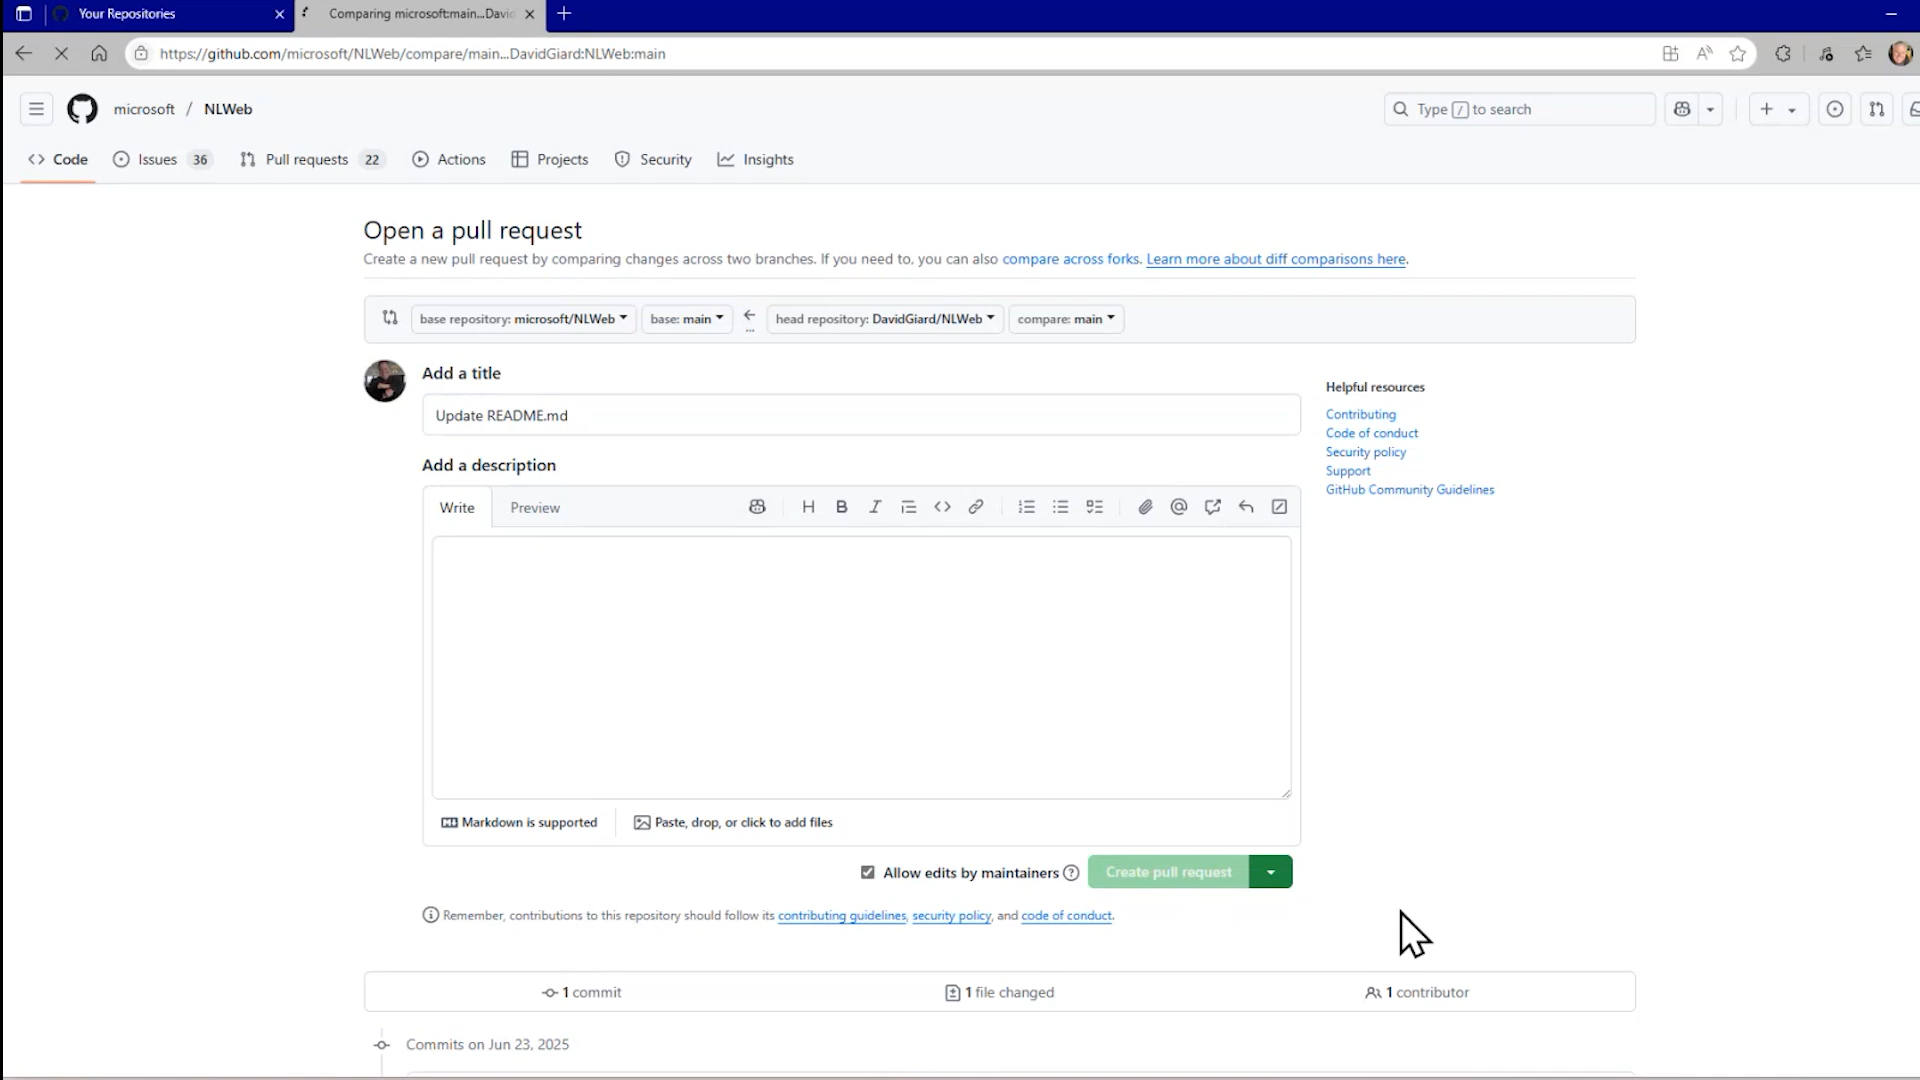 Your Repositories
Comparing microsoft:main...Davi
https://github.com/microsoft/NLWeb/compare/main...DavidGiard:NLWeb:main
microsoft / NLWeb
Type / to search
Code
Issues 36
Pull requests 22
Actions
Projects
Security
Insights
Open a pull request
Create a new pull request by comparing changes across two branches. If you need to, you can also compare across forks. Learn more about diff comparisons here.
base repository: microsoft/NLWeb
base: main
head repository: DavidGiard/NLWeb
compare: main
Add a title
Update README.md
Add a description
Write
Preview
Markdown is supported
Paste, drop, or click to add files
Allow edits by maintainers
Create pull request
Remember, contributions to this repository should follow its contributing guidelines, security policy, and code of conduct.
Helpful resources
Contributing
Code of conduct
Security policy
Support
GitHub Community Guidelines
1 commit
1 file changed
1 contributor
Commits on Jun 23, 2025